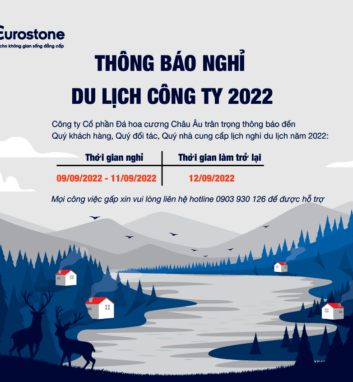 Eurostone
cho không gian sống đẳng cấp
THÔNG BÁO NGHỈ
DU LỊCH CÔNG TY 2022
Công ty Cổ phần Đá hoa cương Châu Âu trân trọng thông báo đến
Quý khách hàng, Quý đối tác, Quý nhà cung cấp lịch nghỉ du lịch năm 2022:
Thời gian nghỉ Thời gian làm trở lại
09/09/2022 - 11/09/2022 12/09/2022
Mọi công việc gấp xin vui lòng liên hệ hotline 0903 930 126 để được hỗ trợ